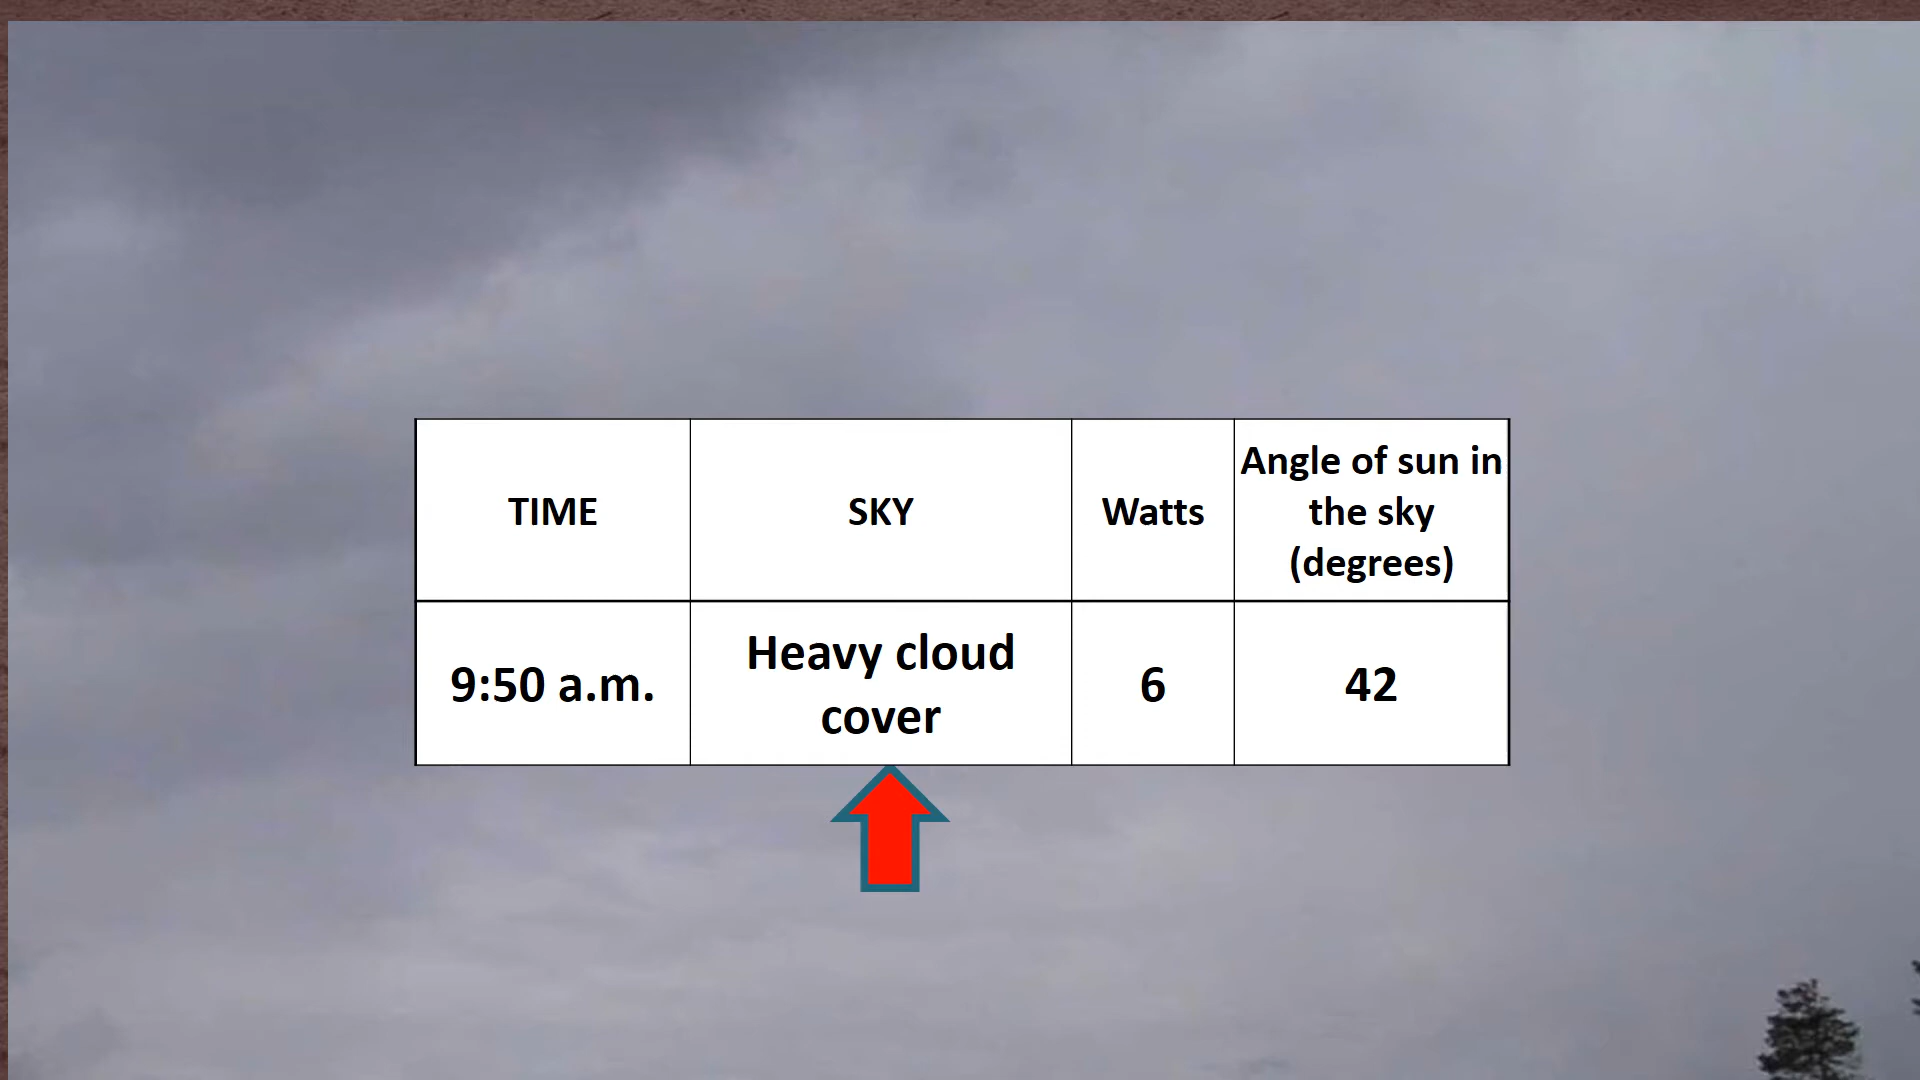 TIME
SKY
Watts
Angle of sun in
the sky
(degrees)
9:50 a.m.
Heavy cloud
cover
6
42